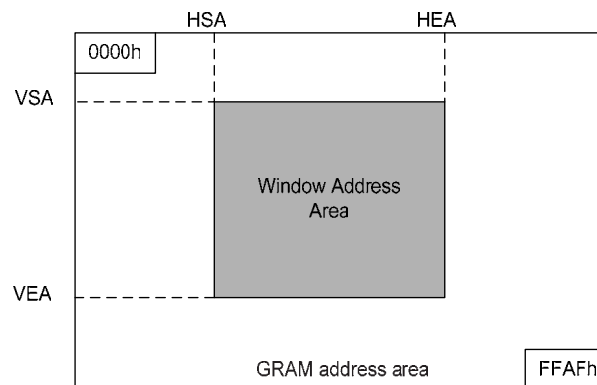 HSA HEA
0000h
VSA
Window Address
Area
VEA
GRAM address area
FFAFh